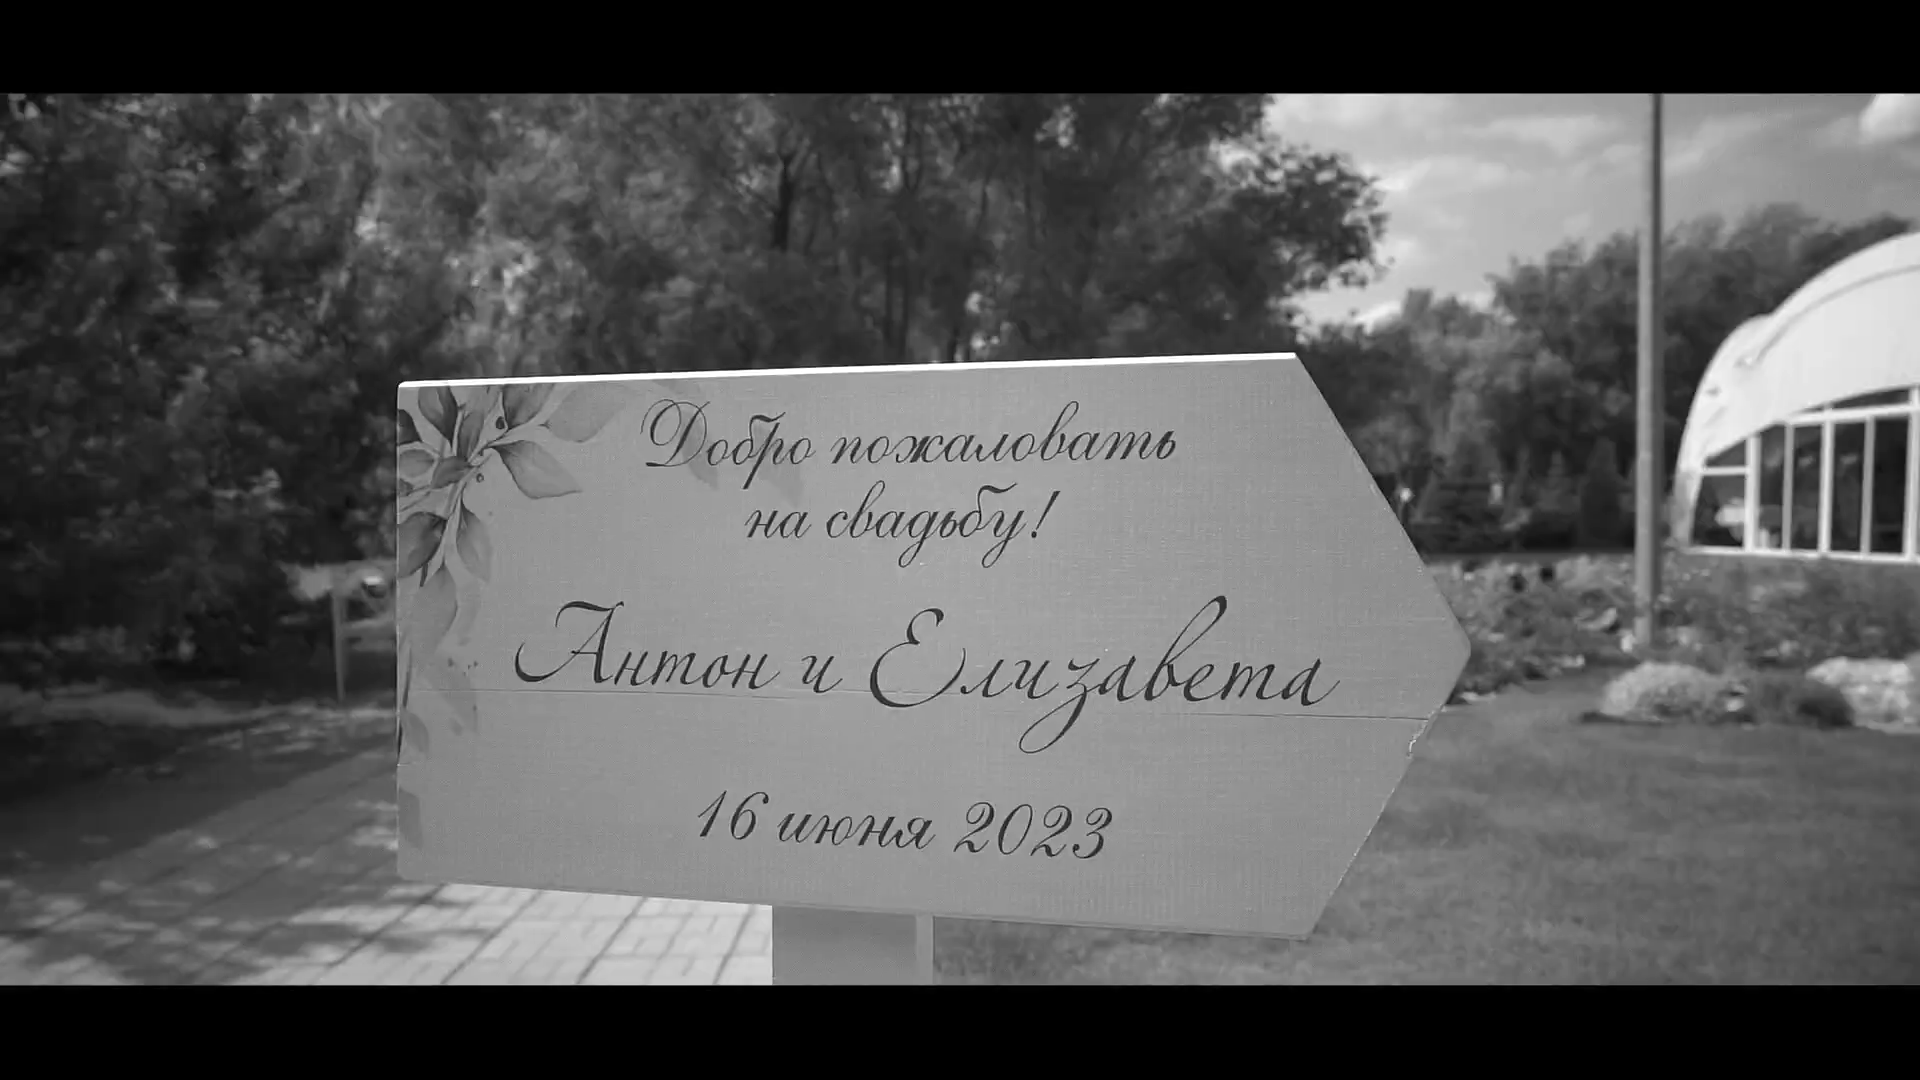 Добро пожаловать
на свадьбу!
Антон и Елизавета
16 июня 2023